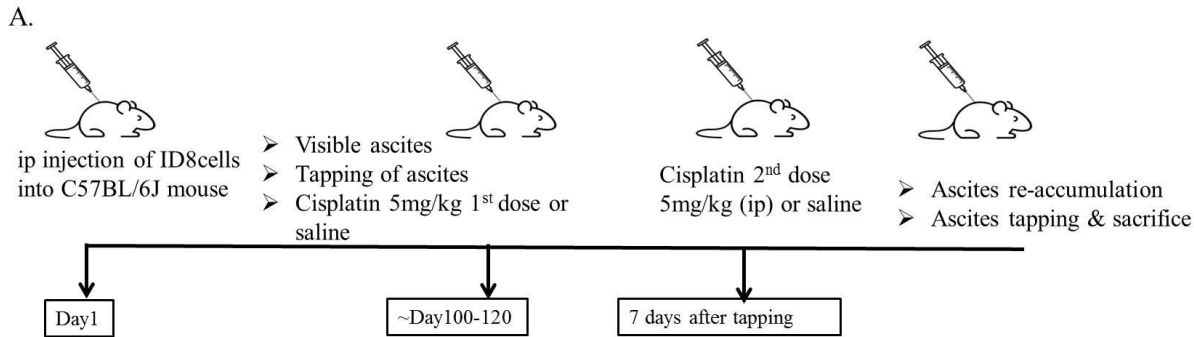 A.
ip injection of ID8cells
into C57BL/6J mouse
➢ Visible ascites
➢ Tapping of ascites
➢ Cisplatin 5mg/kg 1st dose or
saline
Cisplatin 2nd dose
5mg/kg (ip) or saline
➢ Ascites re-accumulation
➢ Ascites tapping & sacrifice
Day1
~Day100-120
7 days after tapping